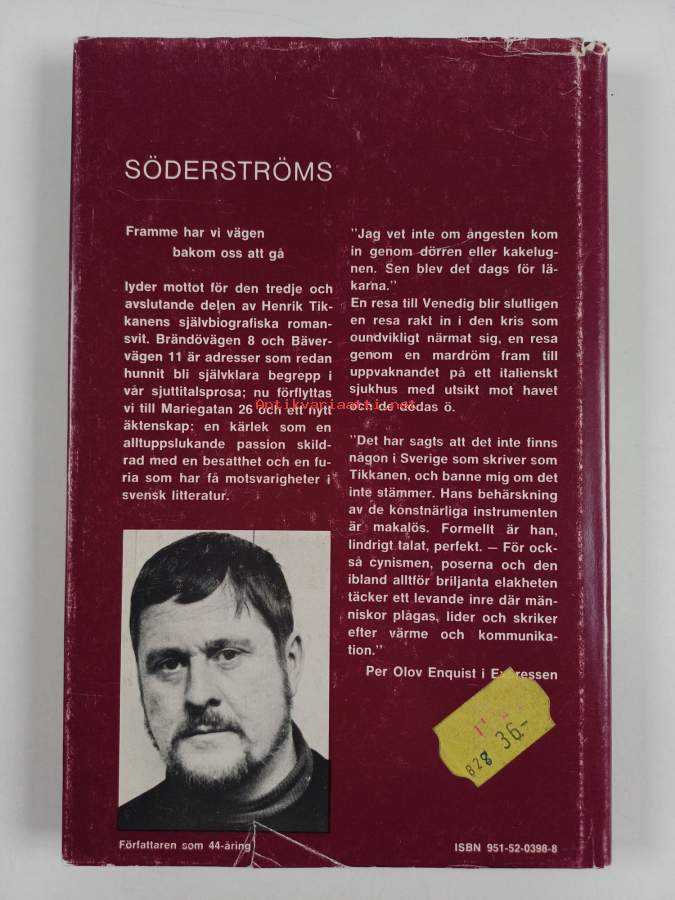 SÖDERSTRÖMS
Framme har vi vägen
bakom oss att gå
lyder mottot för den tredje och
avslutande delen av Henrik Tik-
kanens självbiografiska roman-
svit. Brändövägen 8 och Bäver-
vägen 11 är adresser som redan
hunnit bli självklara begrepp i
vår sjuttitalsprosa; nu förflyttas
vi till Mariegatan 26 och ett nytt
äktenskap: en kärlek som en
alltuppslukande passion skild-
rad med en besatthet och en fu-
ria som har få motsvarigheter i
svensk litteratur.
Författaren som 44-åring
"Jag vet inte om ångesten kom
in genom dörren eller kakelug-
nen. Sen blev det dags för lä-
karna."
En resa till Venedig blir slutligen
en resa rakt in i den kris som
oundvikligt närmat sig, en resa
genom en mardröm fram till
uppvaknandet på ett italienskt
sjukhus med utsikt mot havet
och de dödas ö.
"Det har sagts att det inte finns
någon i Sverige som skriver som
Tikkanen, och banne mig om det
inte stämmer. Hans behärskning
av de konstnärliga instrumenten
är makalös. Formellt är han,
lindrigt talat, perfekt. — För ock-
så cynismen, poserna och den
ibland alltför briljanta elakheten
täcker ett levande inre där män-
niskor plågas, lider och skriker
efter värme och kommunika-
tion."
Per Olov Enquist i Expressen
828 36.-
ISBN 951-52-0398-8
Antikvariaatti.net